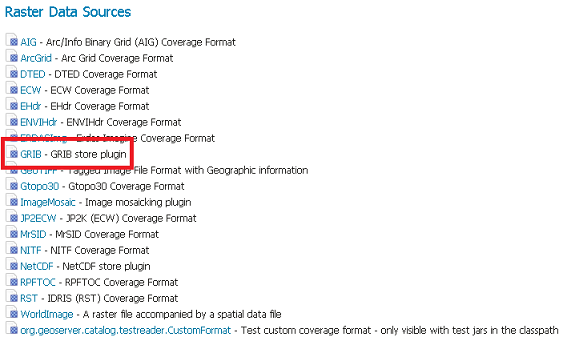 Raster Data Sources
AIG - Arc/Info Binary Grid (AIG) Coverage Format
ArcGrid - Arc Grid Coverage Format
DTED - DTED Coverage Format
ECW - ECW Coverage Format
EHdr - EHdr Coverage Format
ENVIHdr - ENVIHdr Coverage Format
ERDASImg - Erdas Imagine Coverage Format
GRIB - GRIB store plugin
GeoTIFF - Tagged Image File Format with Geographic information
Gtopo30 - Gtopo30 Coverage Format
ImageMosaic - Image mosaicking plugin
JP2ECW - JP2K (ECW) Coverage Format
MrSID - MrSID Coverage Format
NITF - NITF Coverage Format
NetCDF - NetCDF store plugin
RPFTOC - RPFTOC Coverage Format
RST - IDRIS (RST) Coverage Format
WorldImage - A raster file accompanied by a spatial data file
org.geoserver.catalog.testreader.CustomFormat - Test custom coverage format - only visible with test jars in the classpath